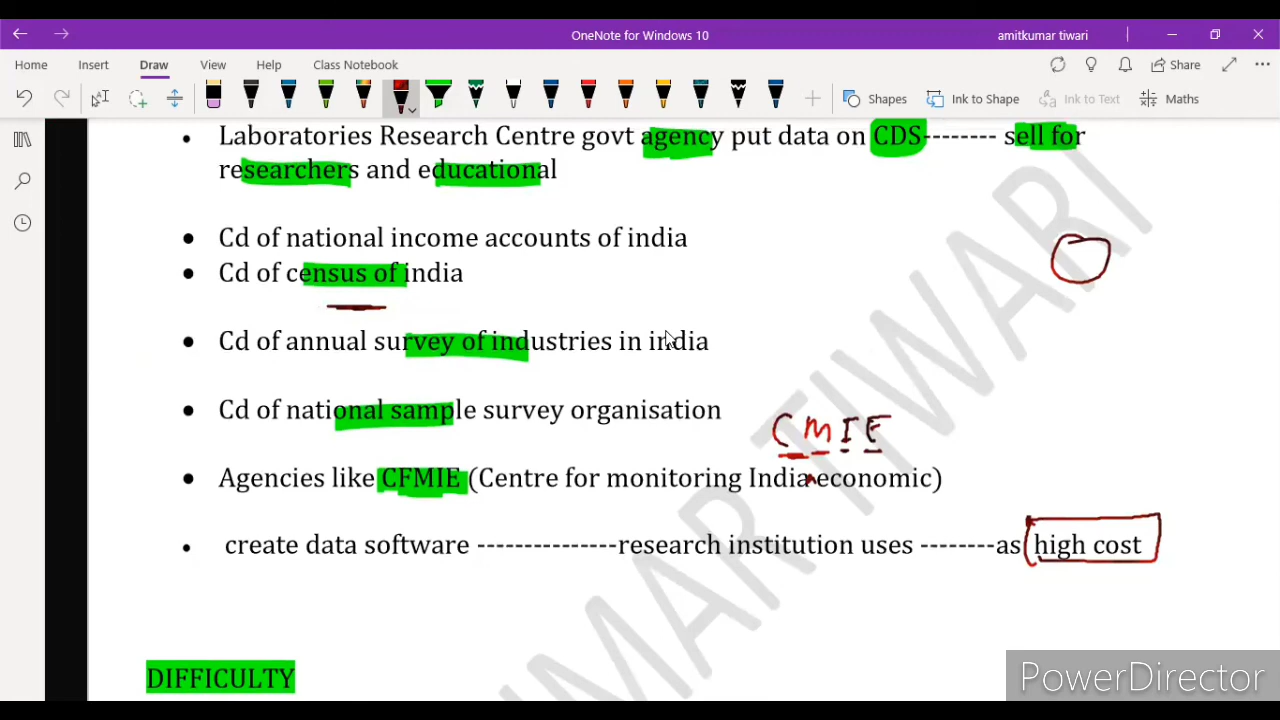 OneNote for Windows 10
amitkumar tiwari
Home Insert Draw View Help Class Notebook Share
Shapes Ink to Shape Ink to Text Maths
• Laboratories Research Centre govt agency put data on CDS-------- sell for
researchers and educational
• Cd of national income accounts of india
• Cd of census of india
• Cd of annual survey of industries in india
• Cd of national sample survey organisation
CMIE
• Agencies like CFMIE (Centre for monitoring India economic)
• create data software ---------------research institution uses --------as high cost
DIFFICULTY
MAR TIWARI
PowerDirector